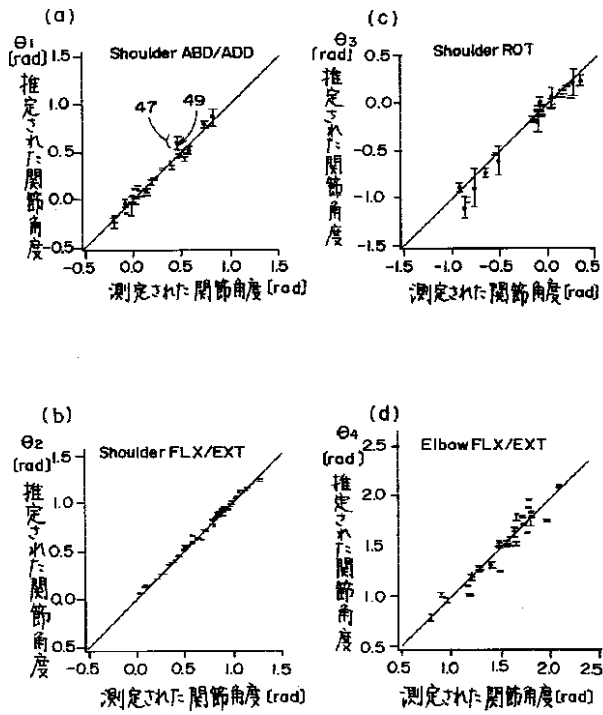 (a)
θ1
[rad]
Shoulder ABD/ADD
1.5
1.0
0.5
0.0
-0.5
47
49
推定された関節角度
-0.5 0.0 0.5 1.0 1.5
測定された関節角度[rad]
(c)
θ3
[rad]
Shoulder ROT
0.0
-0.5
-1.0
-1.5
推定された関節角度
-1.5 -1.0 -0.5 0.0 0.5
測定された関節角度[rad]
(b)
θ2
[rad]
Shoulder FLX/EXT
1.5
1.0
0.5
0.0
0.5
推定された関節角度
-0.5 0.0 0.5 1.0 1.5
測定された関節角度[rad]
(d)
θ4
[rad]
Elbow FLX/EXT
2.5
2.0
1.5
1.0
0.5
推定された関節角度
0.5 1.0 1.5 2.0 2.5
測定された関節角度[rad]